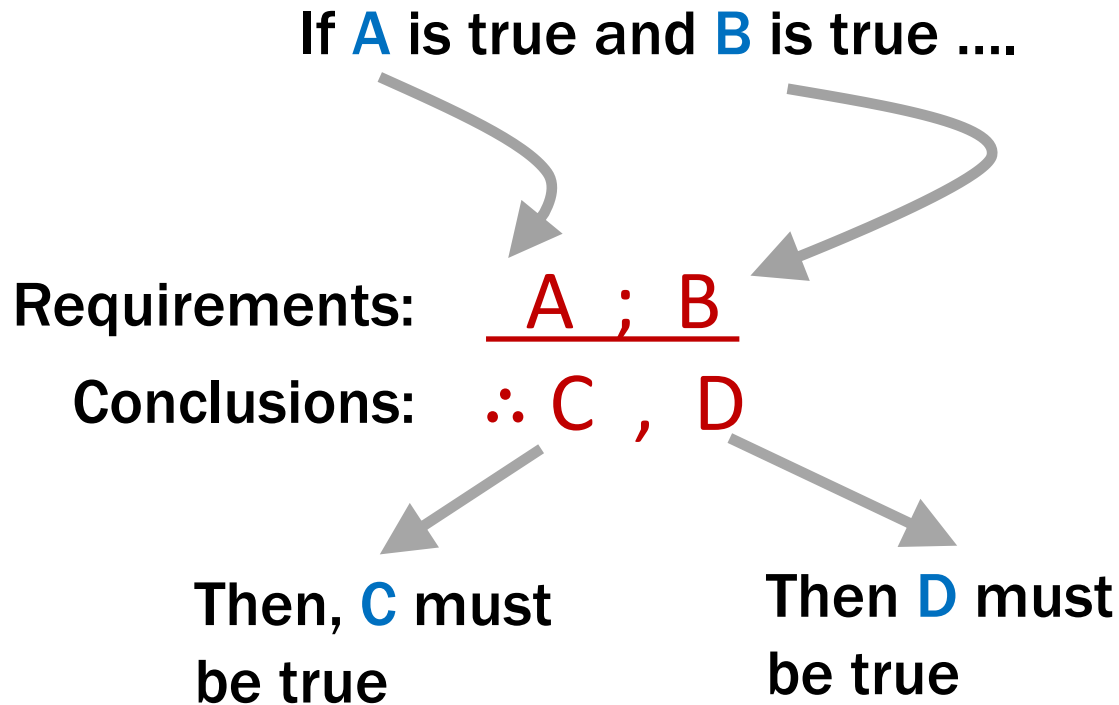 If A is true and B is true ....
Requirements: A ; B
Conclusions: ∴ C , D
Then, C must
be true
Then D must
be true